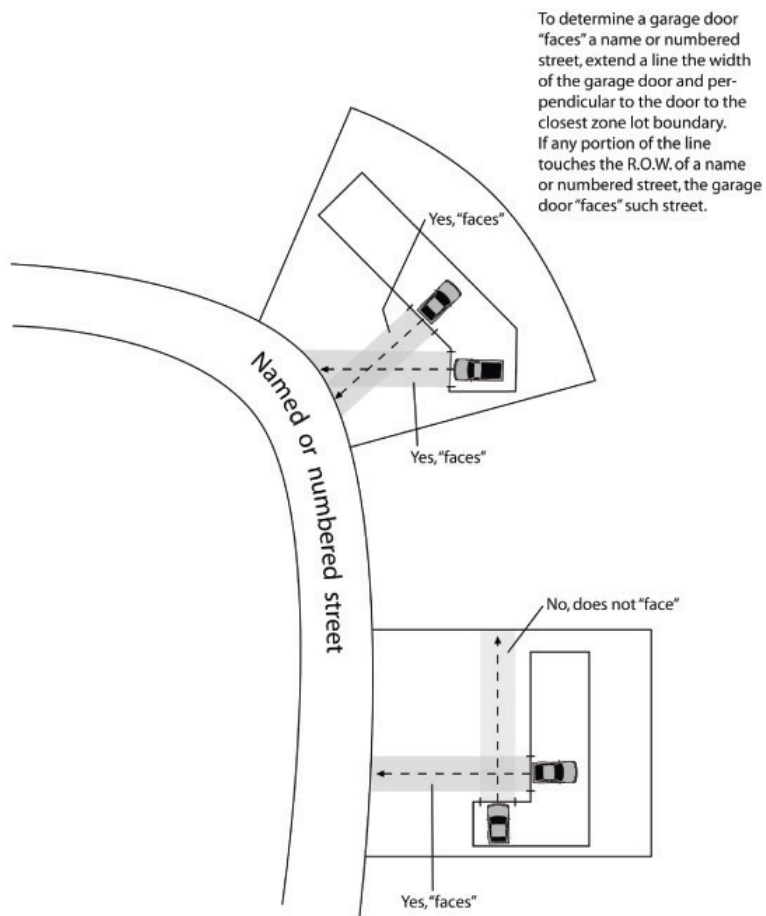 To determine a garage door
“faces” a name or numbered
street, extend a line the width
of the garage door and per-
pendicular to the door to the
closest zone lot boundary.
If any portion of the line
touches the R.O.W. of a name
or numbered street, the garage
door “faces” such street.
Yes, “faces”
Named or numbered street
Yes, “faces”
No, does not “face”
Yes, “faces”